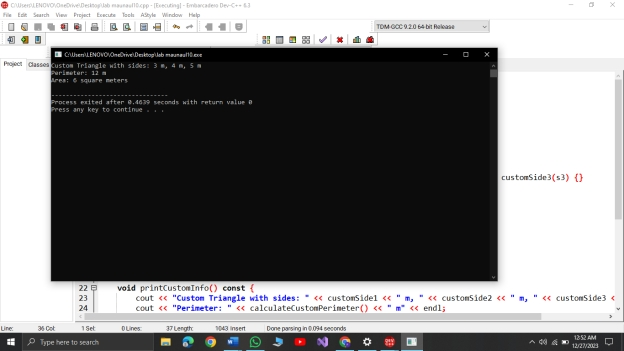 C:\Users\LENOVO\OneDrive\Desktop\lab maunaul10.cpp - [Executing] - Embarcadero Dev-C++ 6.3
File Edit Search View Project Execute Tools AStyle Window Help
TDM-GCC 9.2.0 64-bit Release
Project Classes
C:\Users\LENOVO\OneDrive\Desktop\lab maunaul10.exe
Custom Triangle with sides: 3 m, 4 m, 5 m
Perimeter: 12 m
Area: 6 square meters
--------------------------------
Process exited after 0.4639 seconds with return value 0
Press any key to continue . . .
customSide3(s3) {}
22 void printCustomInfo() const {
23 cout << "Custom Triangle with sides: " << customSide1 << " m, " << customSide2 << " m, " << customSide3 <
24 cout << "Perimeter: " << calculateCustomPerimeter() << " m" << endl;
Line: 36 Col: 1 Sel: 0 Lines: 37 Length: 1043 Insert Done parsing in 0.094 seconds
Type here to search
12:52 AM
12/27/2023